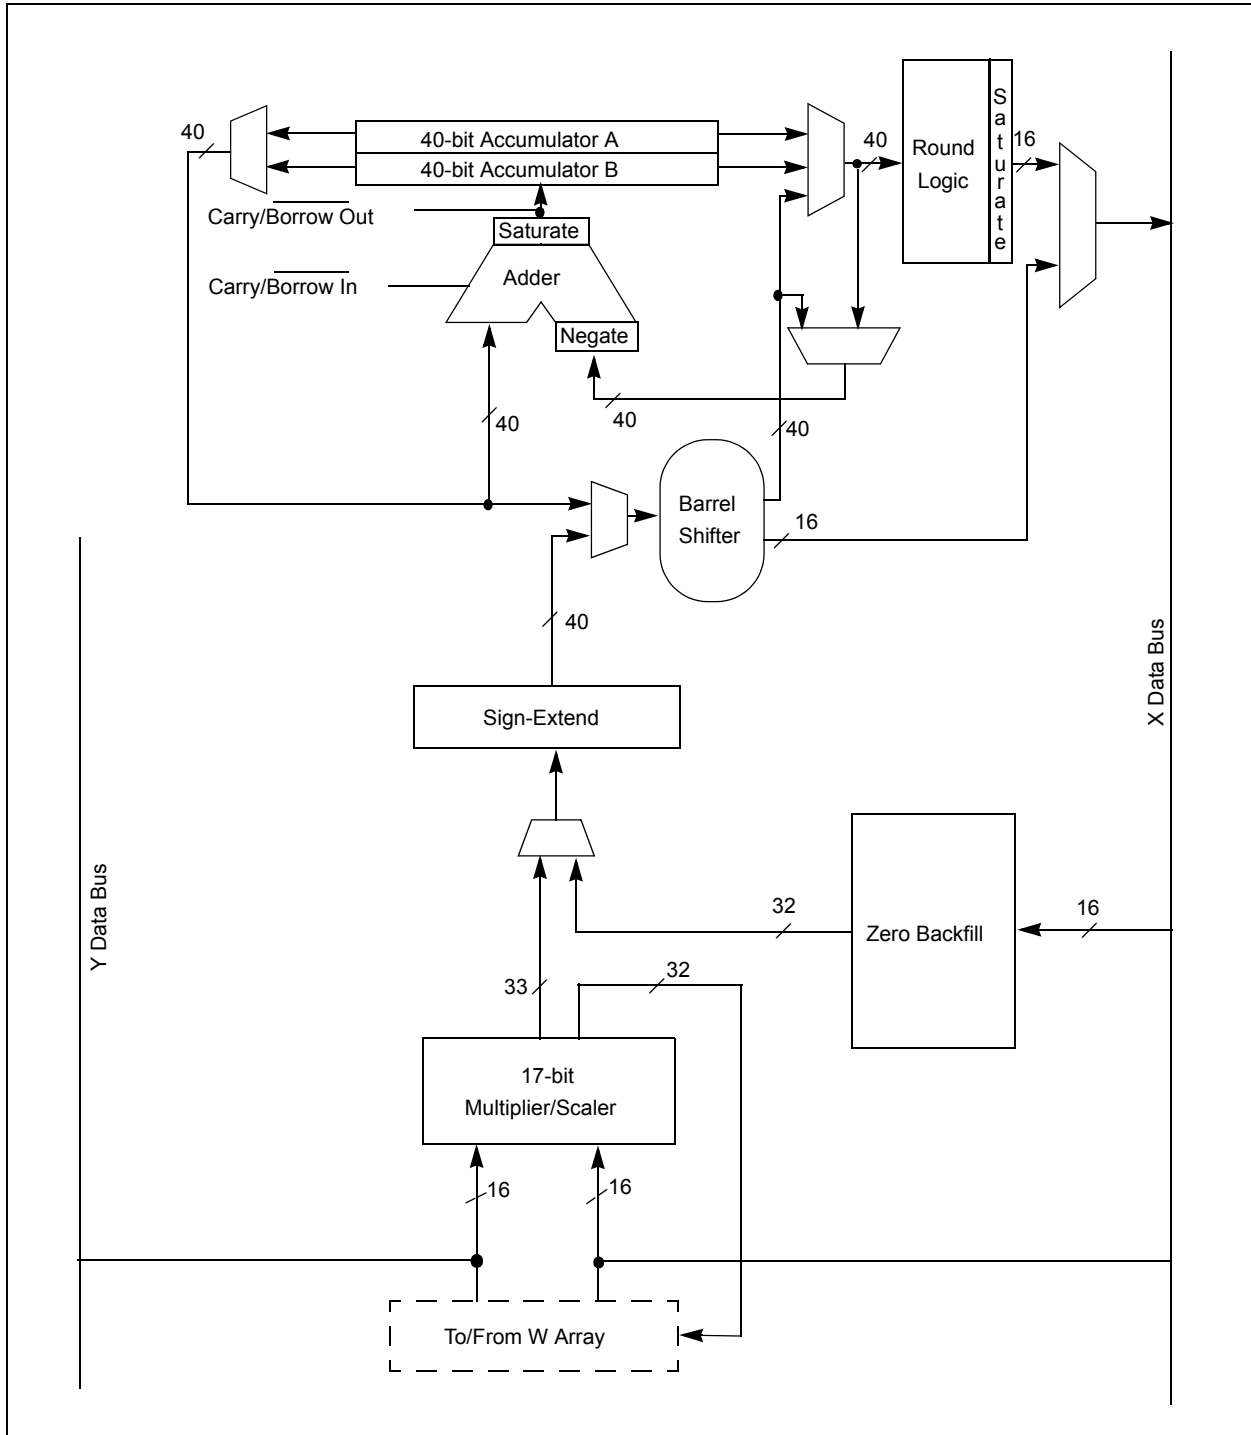 40
40-bit Accumulator A
40-bit Accumulator B
40
Round
Logic
Saturate
16
Carry/Borrow Out
Saturate
Carry/Borrow In
Adder
Negate
40
40
40
Barrel
Shifter
16
40
X Data Bus
Sign-Extend
Y Data Bus
32
Zero Backfill
16
33
32
17-bit
Multiplier/Scaler
16
16
To/From W Array